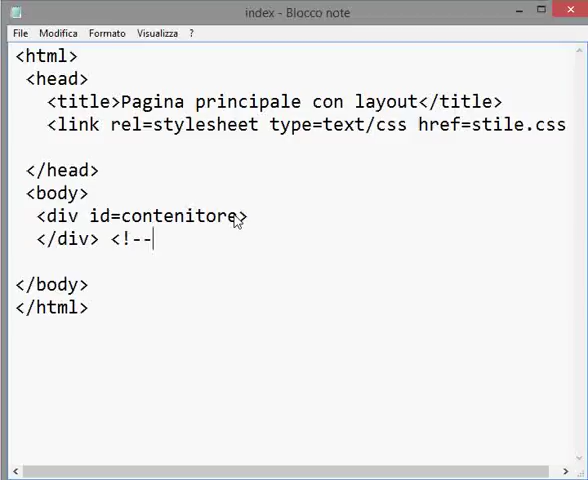 index - Blocco note
File Modifica Formato Visualizza ?
<html>
<head>
<title>Pagina principale con layout</title>
<link rel=stylesheet type=text/css href=stile.css
</head>
<body>
<div id=contenitore>
</div> <!--
</body>
</html>